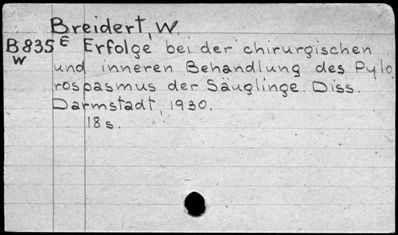 Breidert, W.
B835 E Erfolge bei der chirurgischen
W und inneren Behandlung des Pylo
rospasmus der Säuglinge. Diss.
Darmstadt, 1930.
18 s.